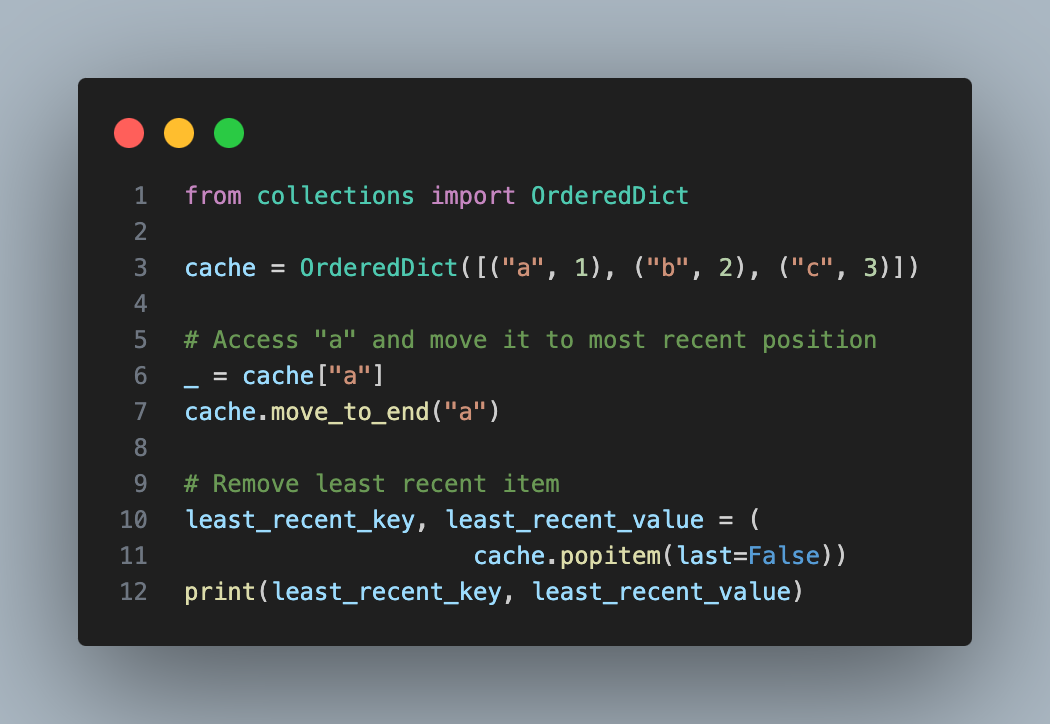 1 from collections import OrderedDict
2
3 cache = OrderedDict([("a", 1), ("b", 2), ("c", 3)])
4
5 # Access "a" and move it to most recent position
6 _ = cache["a"]
7 cache.move_to_end("a")
8
9 # Remove least recent item
10 least_recent_key, least_recent_value = (
11                     cache.popitem(last=False))
12 print(least_recent_key, least_recent_value)